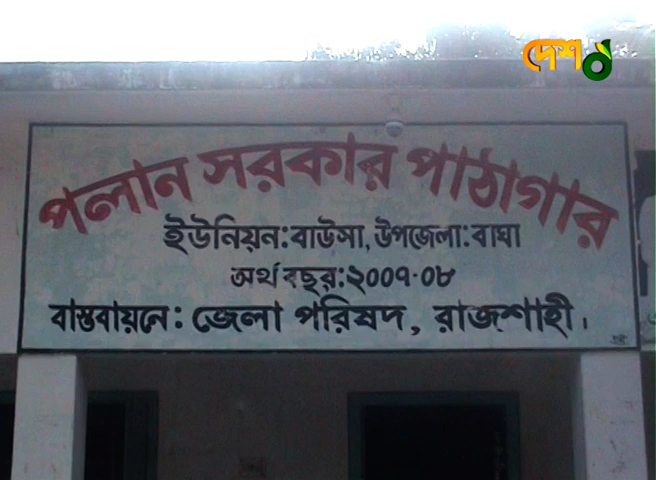 দেশ
পলান সরকার পাঠাগার
ইউনিয়ন: বাউসা, উপজেলা: বাঘা
অর্থ বছর: ২০০৭-০৮
বাস্তবায়নে: জেলা পরিষদ, রাজশাহী।